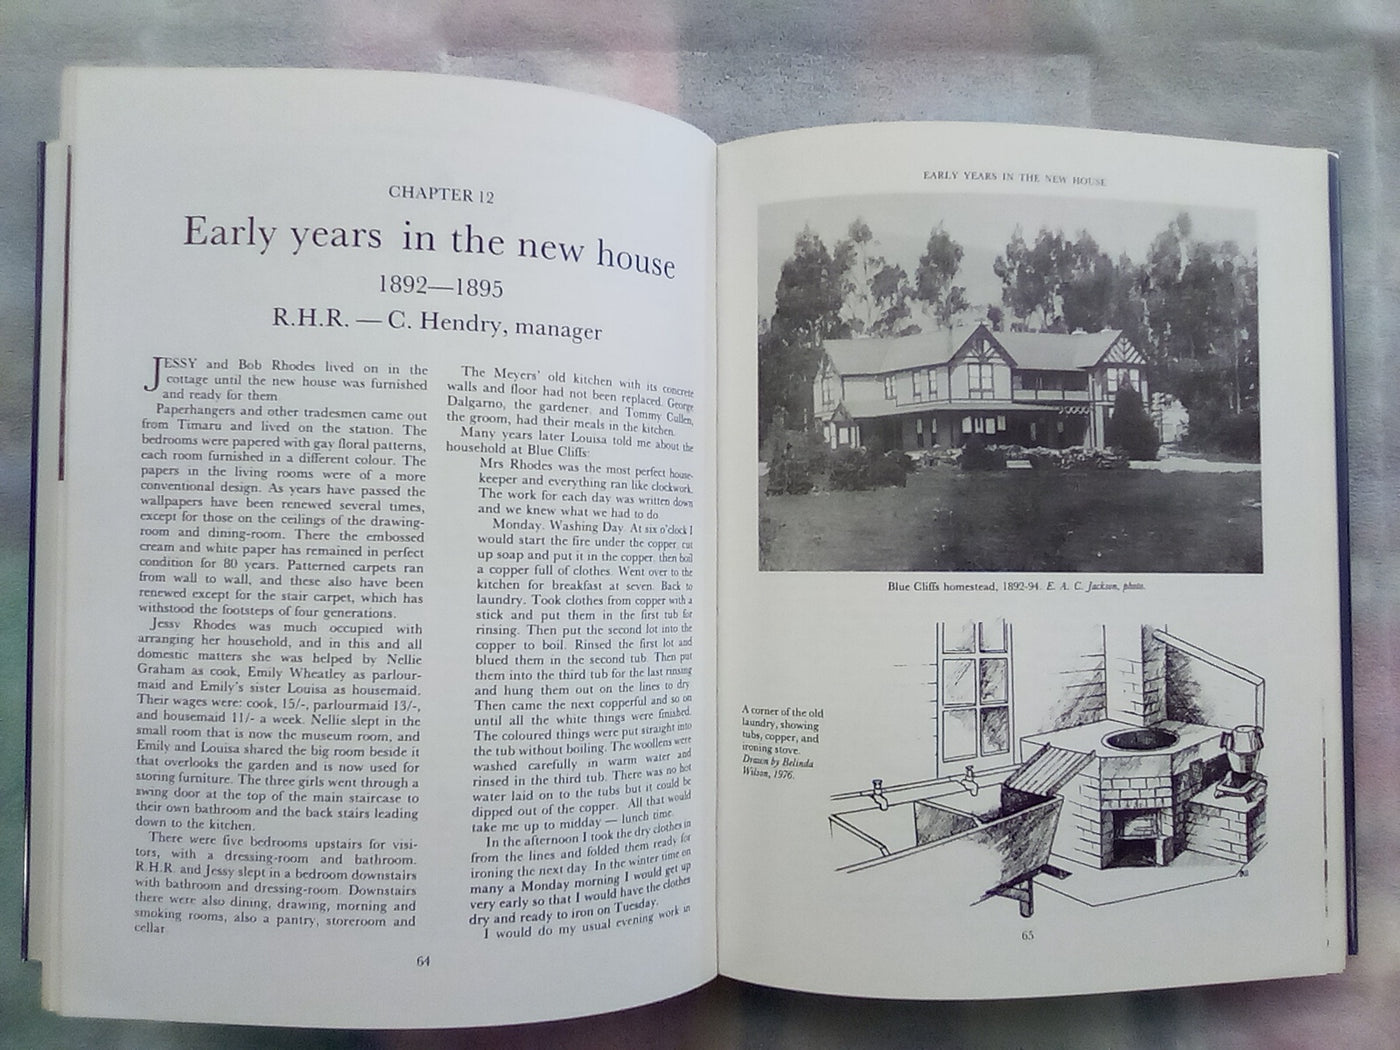 CHAPTER 12
Early years in the new house
1892—1895
R.H.R. — C. Hendry, manager
JESSY and Bob Rhodes lived on in the
cottage until the new house was furnished
and ready for them.
Paperhangers and other tradesmen came out
from Timaru and lived on the station. The
bedrooms were papered with gay floral patterns,
each room furnished in a different colour. The
papers in the living rooms were of a more
conventional design. As years have passed the
wallpapers have been renewed several times,
except for those on the ceilings of the drawing-
room and dining-room. There the embossed
cream and white paper has remained in perfect
condition for 80 years. Patterned carpets ran
from wall to wall, and these also have been
renewed except for the stair carpet, which has
withstood the footsteps of four generations.
Jessy Rhodes was much occupied with
arranging her household, and in this and all
domestic matters she was helped by Nellie
Graham as cook, Emily Wheatley as parlour-
maid and Emily's sister Louisa as housemaid.
Their wages were: cook, 15/-, parlourmaid 13/-,
and housemaid 11/- a week. Nellie slept in the
small room that is now the museum room, and
Emily and Louisa shared the big room beside it
that overlooks the garden and is now used for
storing furniture. The three girls went through a
swing door at the top of the main staircase to
their own bathroom and the back stairs leading
down to the kitchen.
There were five bedrooms upstairs for visi-
tors, with a dressing-room and bathroom.
R.H.R. and Jessy slept in a bedroom downstairs
with bathroom and dressing-room. Downstairs
there were also dining, drawing, morning and
smoking rooms, also a pantry, storeroom and
cellar.
The Meyers' old kitchen with its concrete
walls and floor had not been replaced. George
Dalgarno, the gardener, and Tommy Cullen,
the groom, had their meals in the kitchen.
Many years later Louisa told me about the
household at Blue Cliffs:
Mrs Rhodes was the most perfect house-
keeper and everything ran like clockwork.
The work for each day was written down
and we knew what we had to do.
Monday. Washing Day. At six o'clock I
would start the fire under the copper, cut
up soap and put it in the copper, then boil
a copper full of clothes. Went over to the
kitchen for breakfast at seven. Back to
laundry. Took clothes from copper with a
stick and put them in the first tub for
rinsing. Then put the second lot into the
copper to boil. Rinsed the first lot and
blued them in the second tub. Then put
them into the third tub for the last rinsing
and hung them out on the lines to dry.
Then came the next copperful and so on
until all the white things were finished.
The coloured things were put straight into
the tub without boiling. The woollens were
washed carefully in warm water and
rinsed in the third tub. There was no hot
water laid on to the tubs but it could be
dipped out of the copper. All that would
take me up to midday — lunch time.
In the afternoon I took the dry clothes in
from the lines and folded them ready for
ironing the next day. In the winter time on
many a Monday morning I would get up
very early so that I would have the clothes
dry and ready to iron on Tuesday.
I would do my usual evening work in
64
EARLY YEARS IN THE NEW HOUSE
Blue Cliffs homestead, 1892-94. E. A. C. Jackson, photo.
A corner of the old
laundry, showing
tubs, copper, and
ironing stove.
Drawn by Belinda
Wilson, 1976.
65